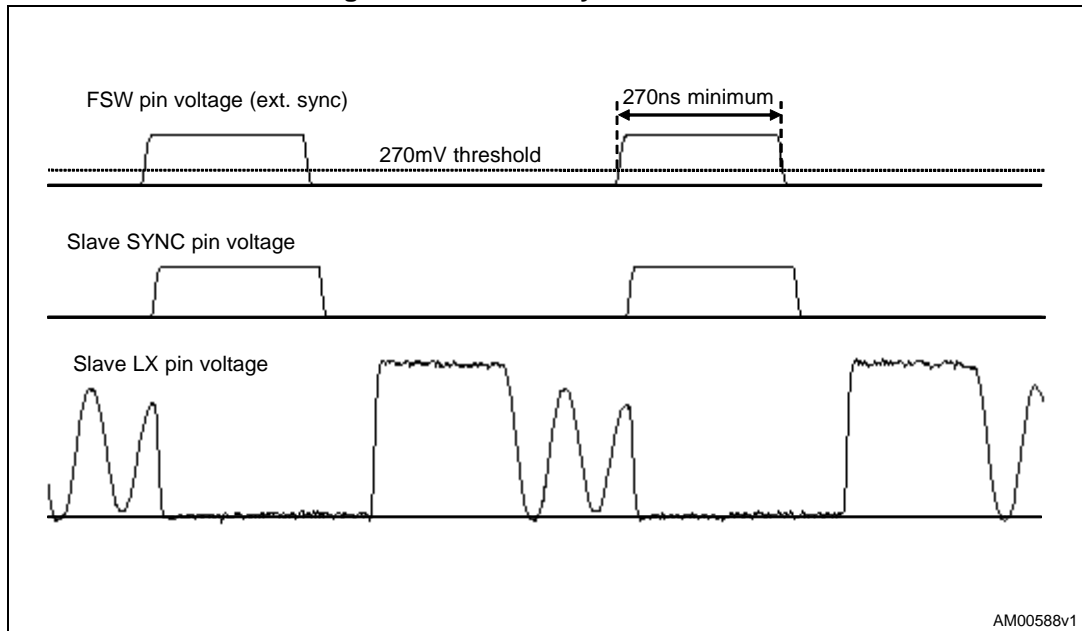 FSW pin voltage (ext. sync)
270ns minimum
270mV threshold
Slave SYNC pin voltage
Slave LX pin voltage
AM00588v1